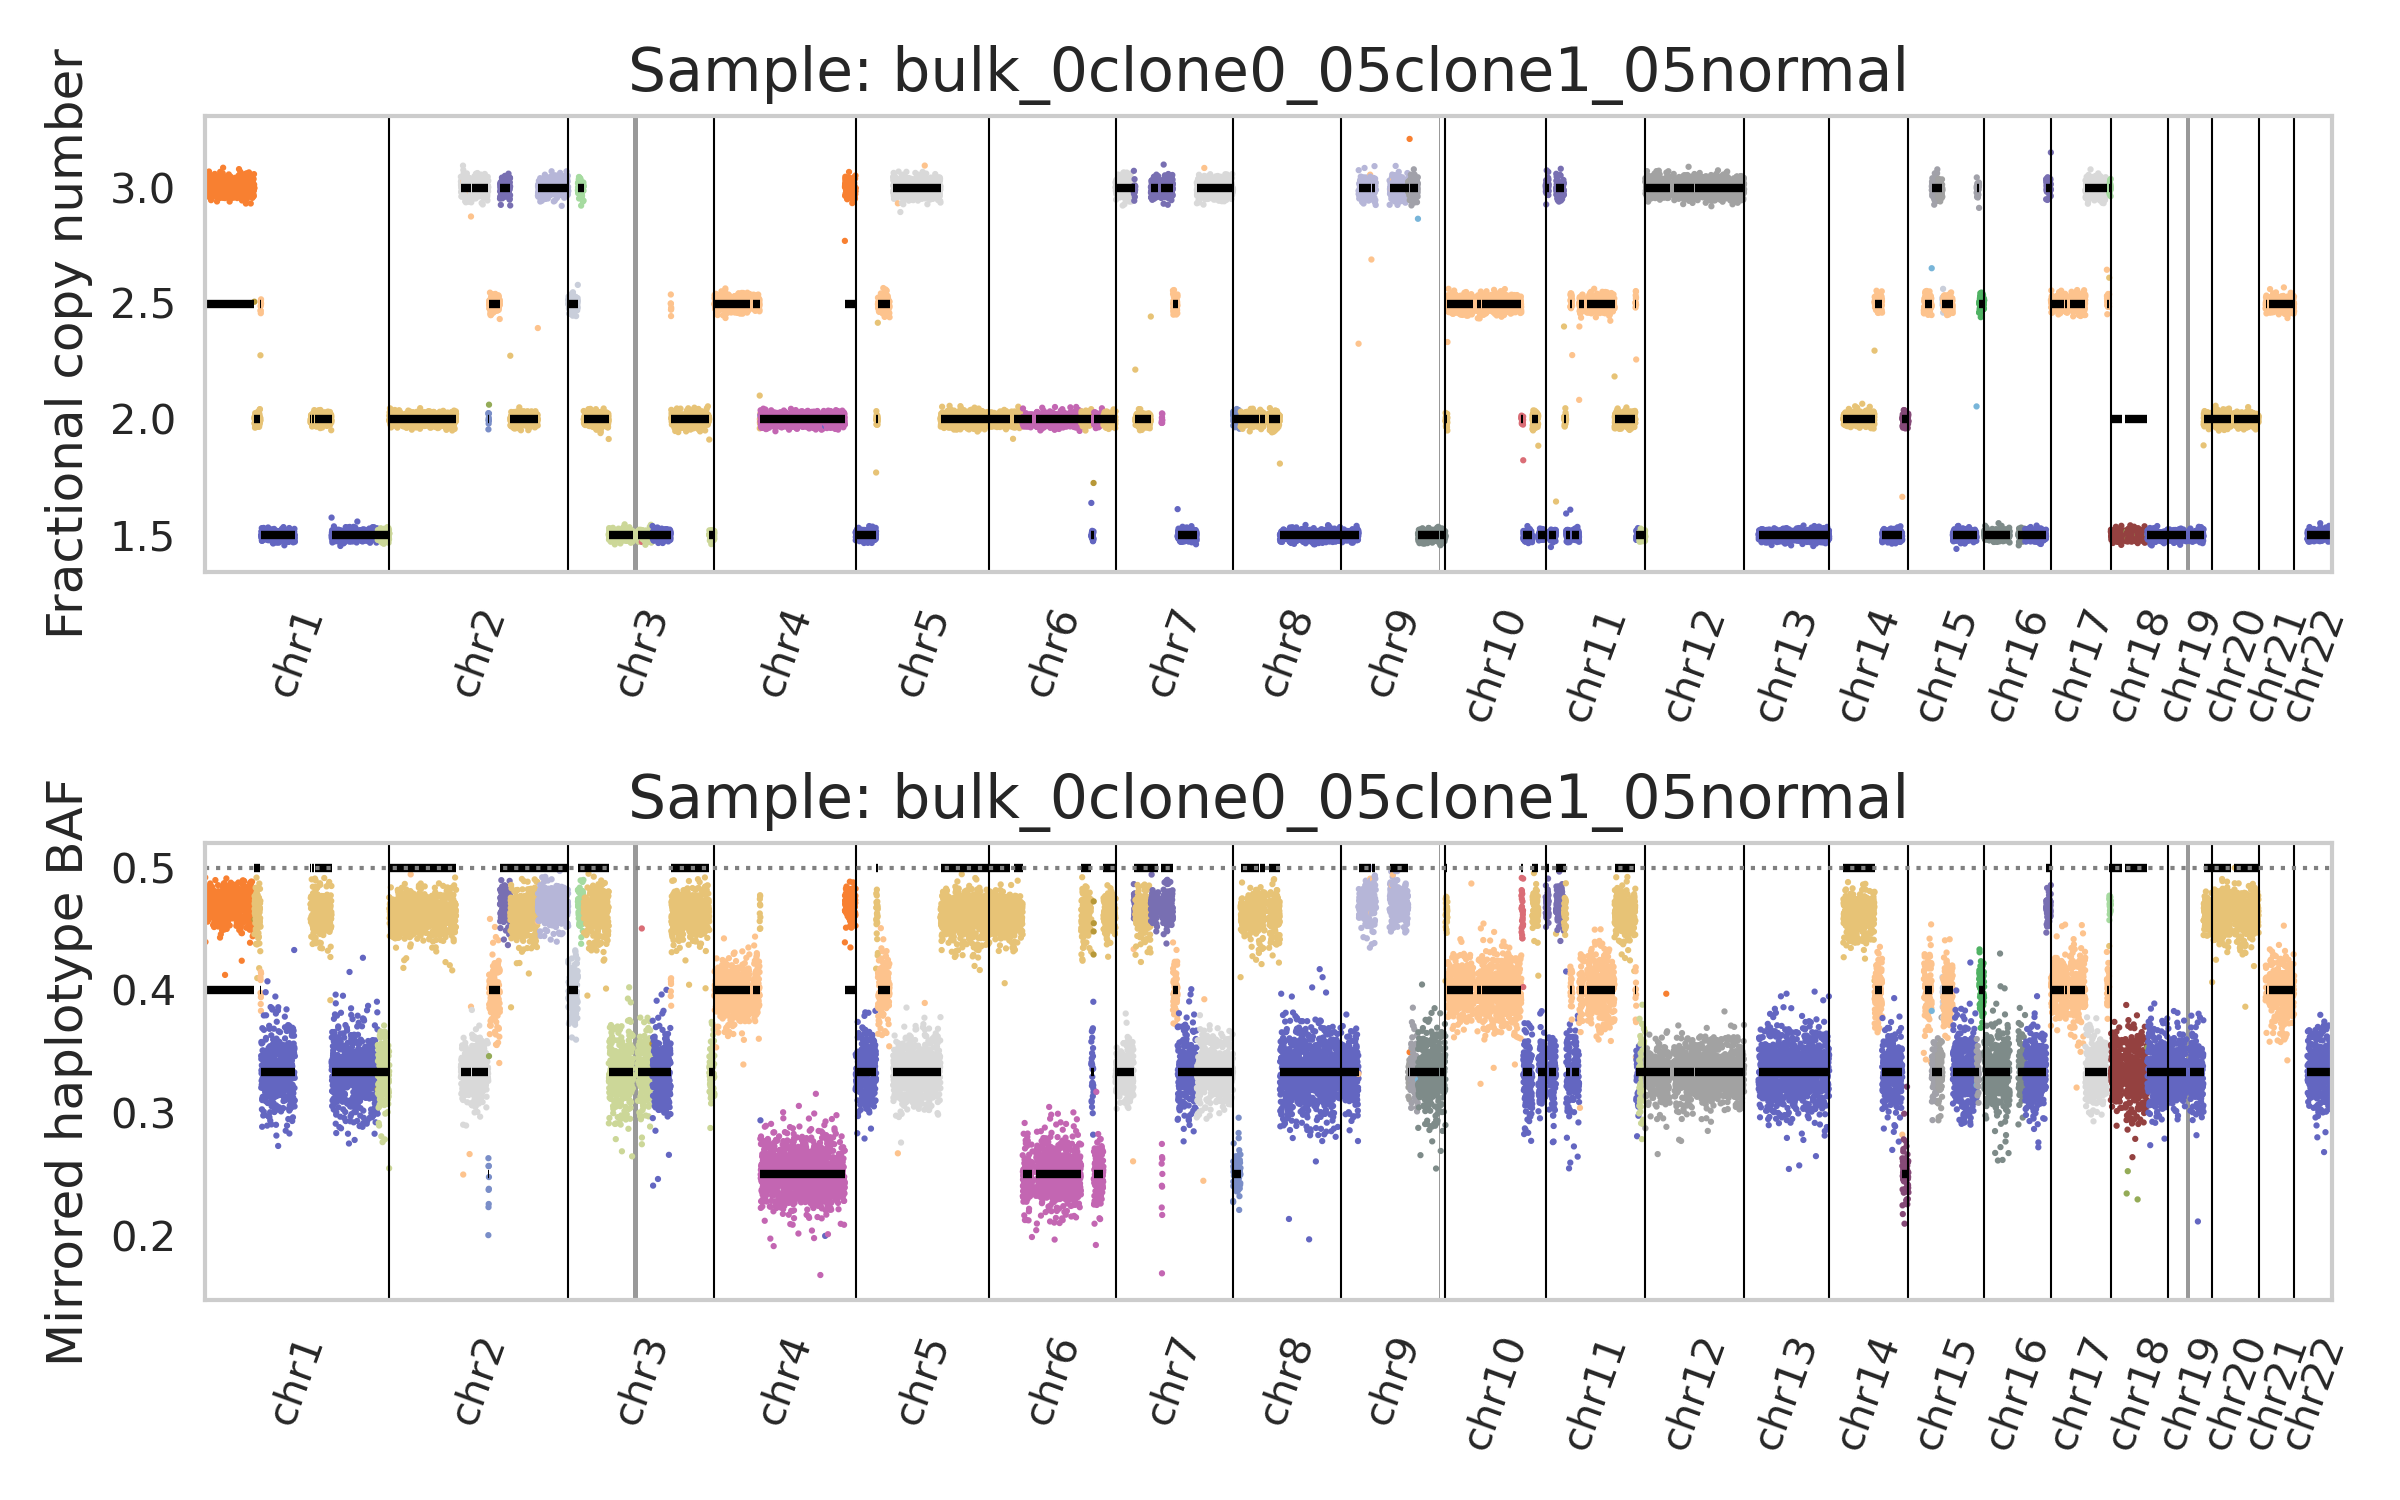 Sample: bulk_0clone0_05clone1_05normal
Fractional copy number
3.0
2.5
2.0
1.5
chr1 chr2 chr3 chr4 chr5 chr6 chr7 chr8 chr9 chr10 chr11 chr12 chr13 chr14 chr15 chr16 chr17 chr18 chr19 chr20 chr21 chr22
Sample: bulk_0clone0_05clone1_05normal
Mirrored haplotype BAF
0.5
0.4
0.3
0.2
chr1 chr2 chr3 chr4 chr5 chr6 chr7 chr8 chr9 chr10 chr11 chr12 chr13 chr14 chr15 chr16 chr17 chr18 chr19 chr20 chr21 chr22